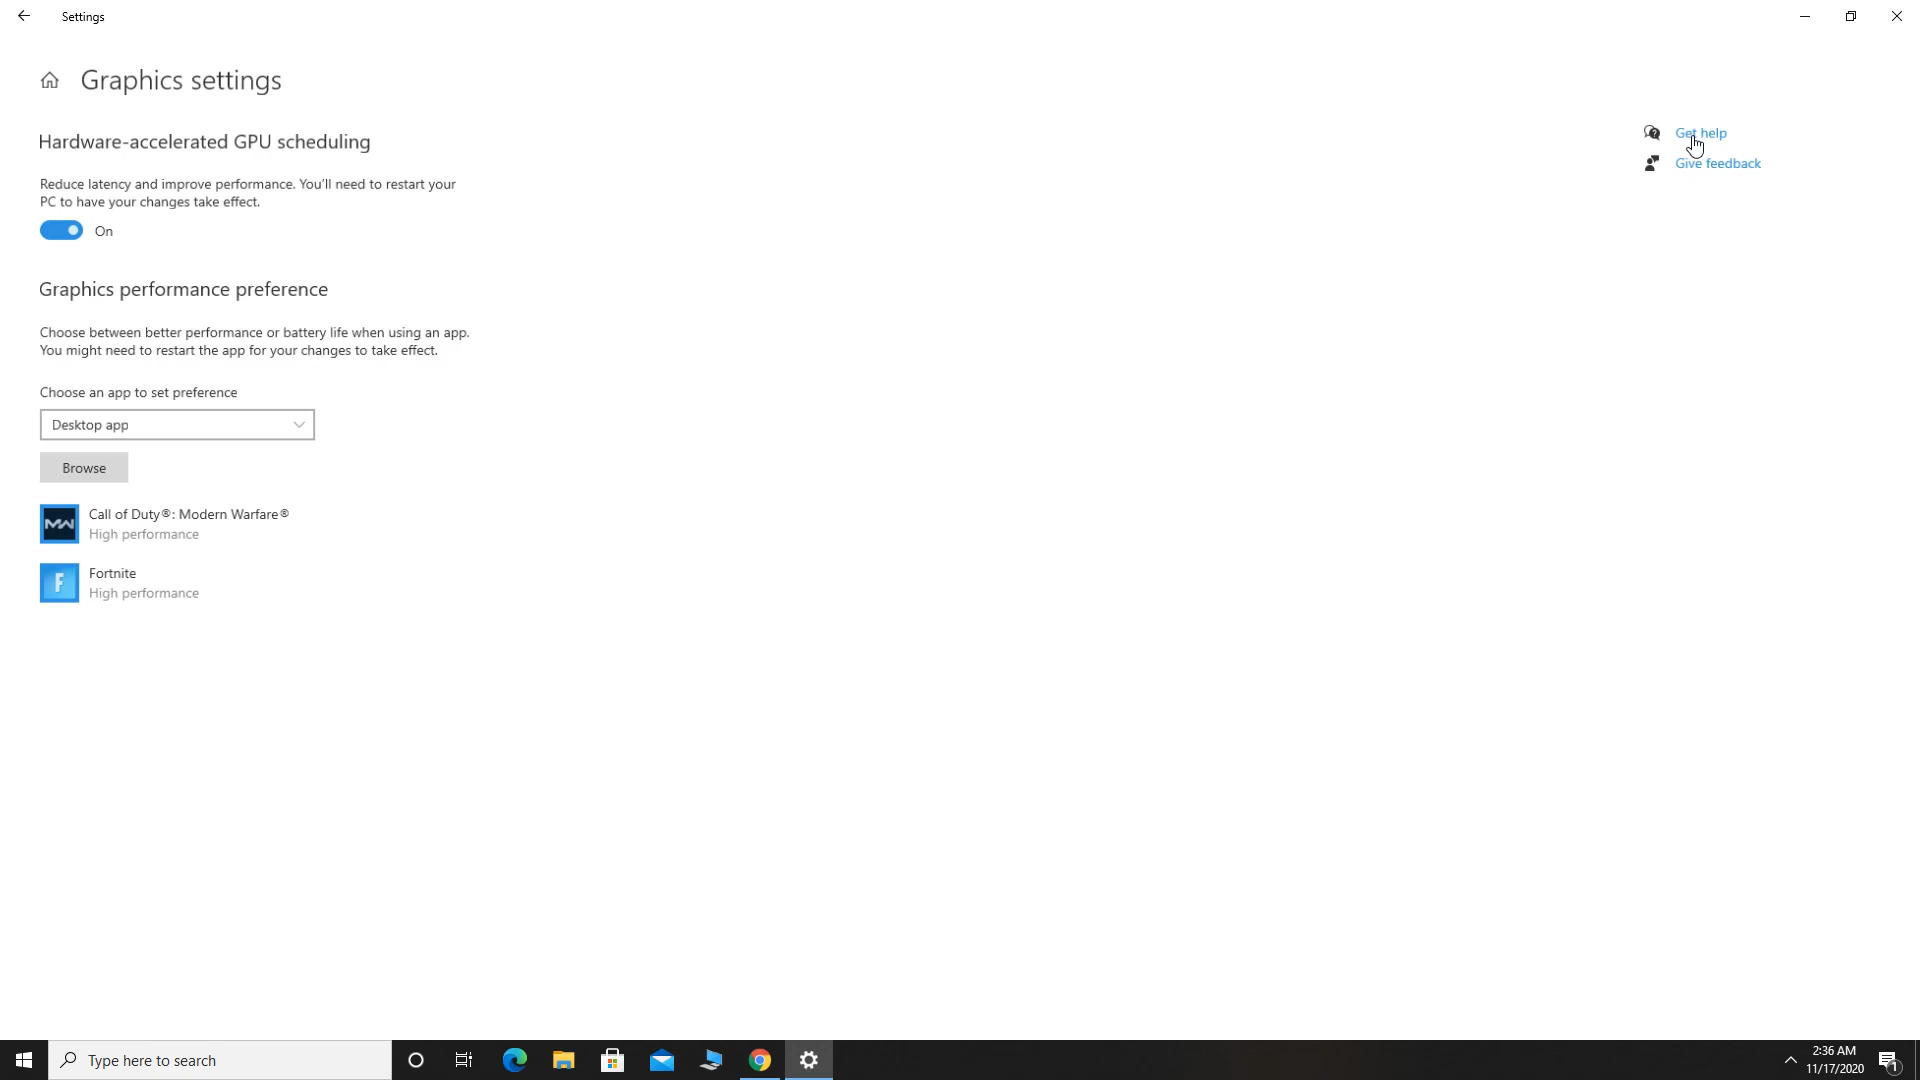 Settings
Graphics settings
Hardware-accelerated GPU scheduling
Reduce latency and improve performance. You'll need to restart your
PC to have your changes take effect.
On
Graphics performance preference
Choose between better performance or battery life when using an app.
You might need to restart the app for your changes to take effect.
Choose an app to set preference
Desktop app
Browse
MW
Call of Duty®: Modern Warfare®
High performance
F
Fortnite
High performance
Get help
Give feedback
Type here to search
2:36 AM
11/17/2020
1